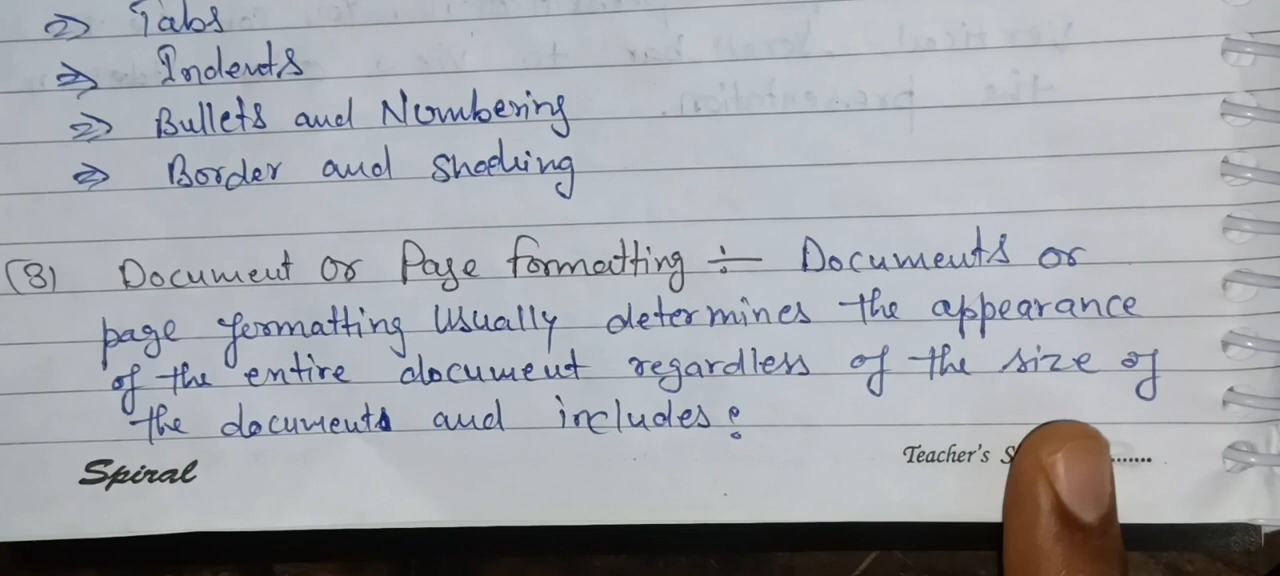 ⇒ Tabs
⇒ Indents
⇒ Bullets and Numbering
⇒ Border and Shading
(3) Document or Page formatting ÷ Documents or
page formatting Usually determines the appearance
of the entire document regardless of the size of
the documents and includes:
Spiral
Teacher's S.......